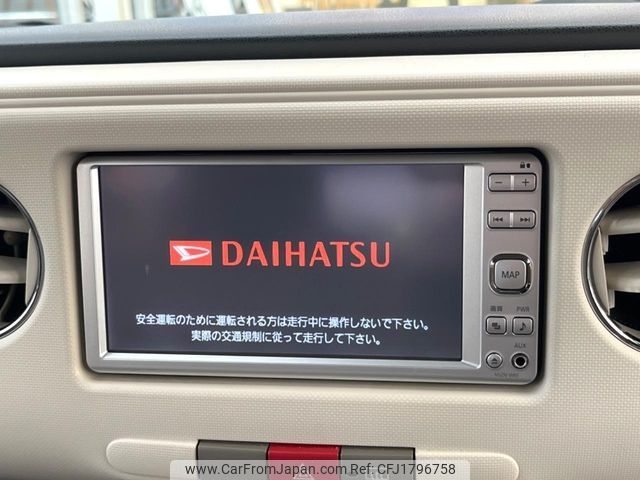 DAIHATSU
安全運転のために運転される方は走行中に操作しないで下さい。
実際の交通規制に従って走行して下さい。
MAP
画質 PWR
AUX
www.CarFromJapan.com for CFJ1796758